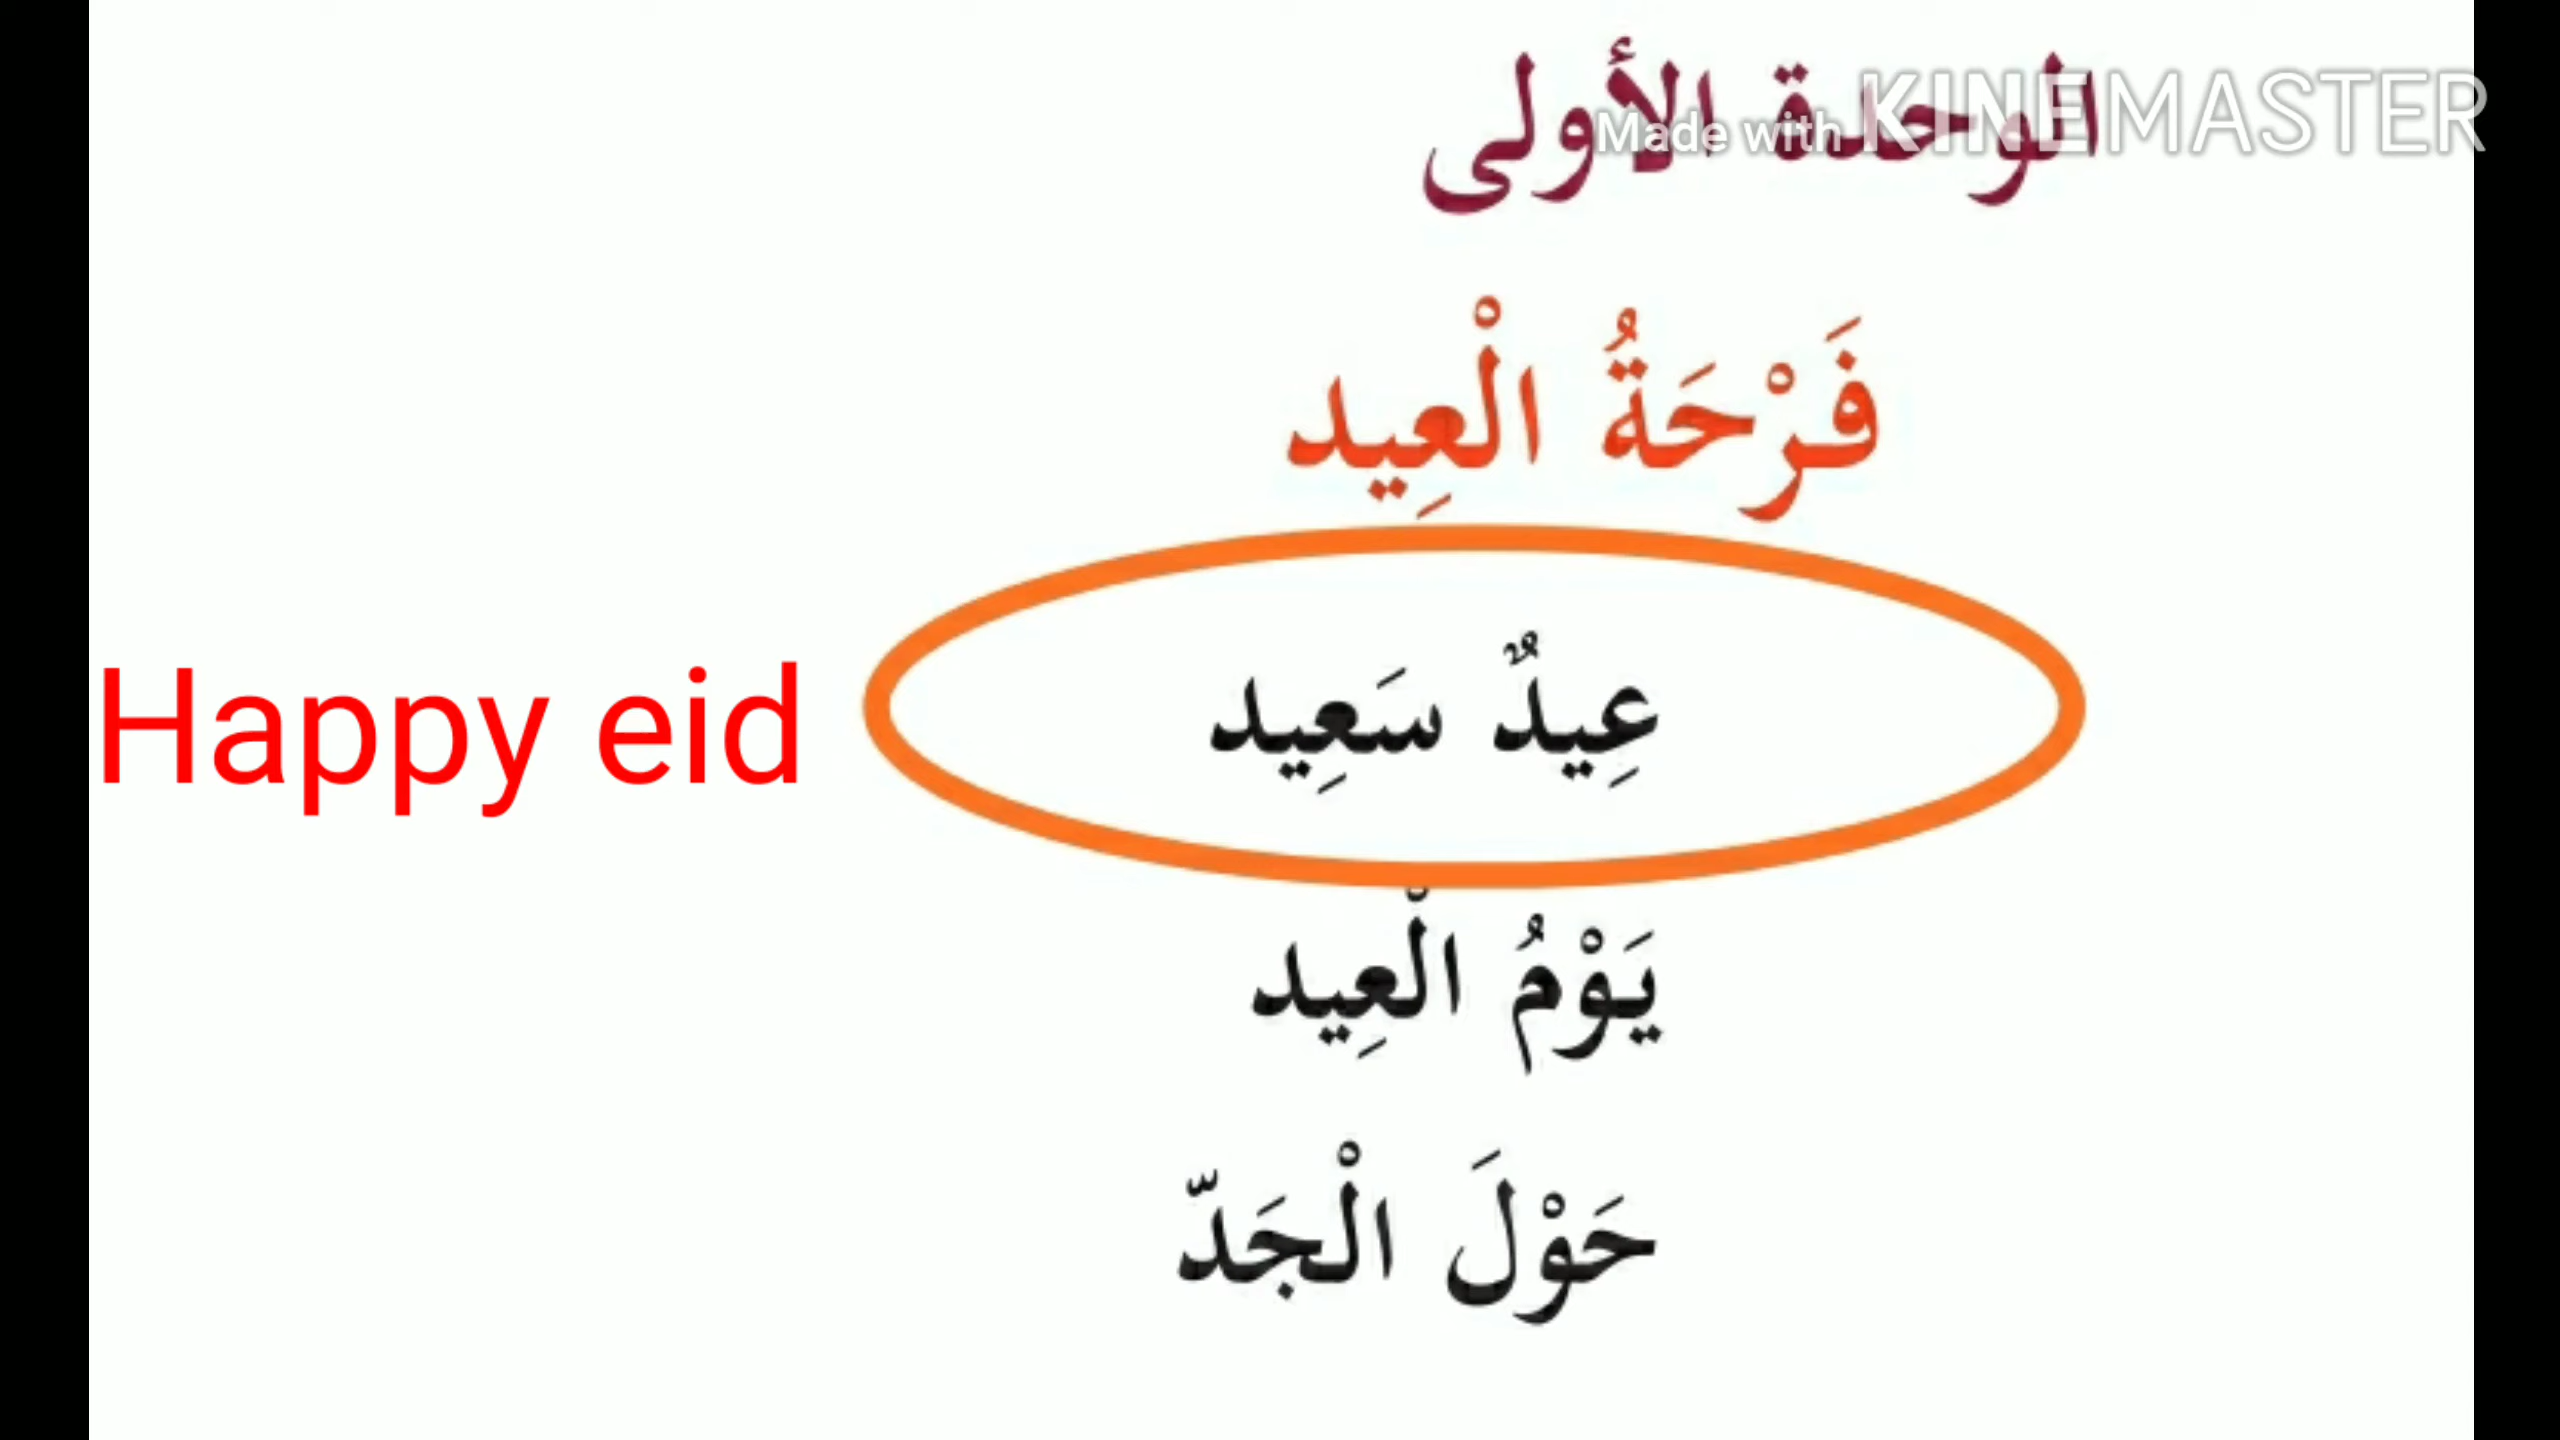 الوحدة الأولى
Made with KINEMASTER
فَرْحَةُ الْعِيد
عِيدٌ سَعِيد
Happy eid
يَوْمُ الْعِيد
حَوْلَ الْجَدّ